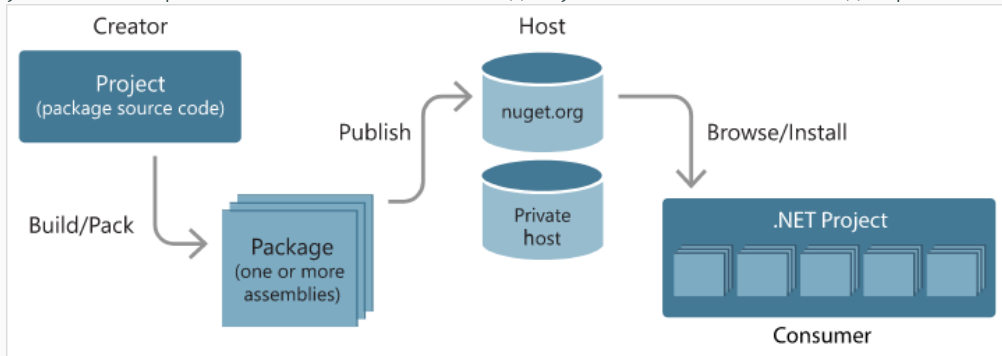 Creator
Project
(package source code)
Build/Pack
Package
(one or more
assemblies)
Publish
Host
nuget.org
Private
host
Browse/Install
.NET Project
Consumer